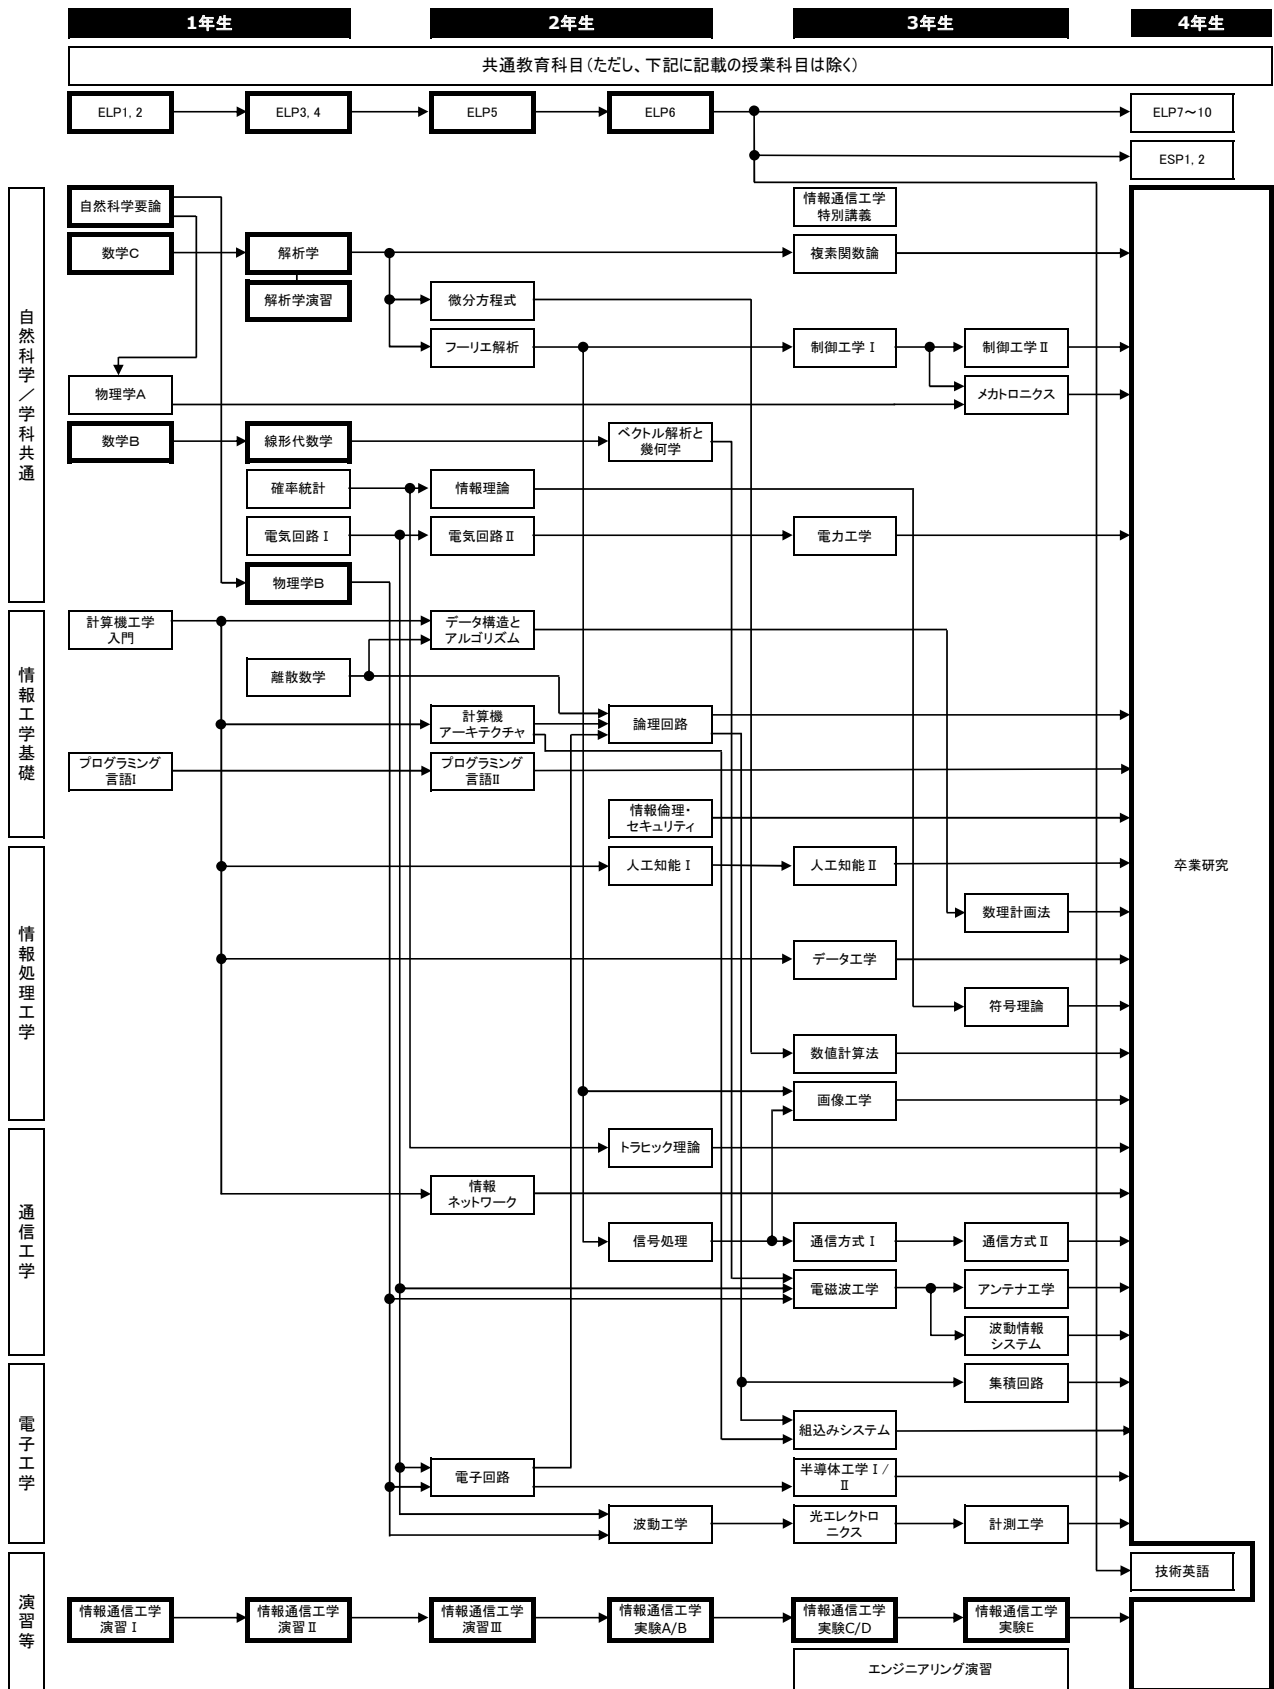 1年生 2年生 3年生 4年生
共通教育科目(ただし、下記に記載の授業科目は除く)
ELP1, 2 ELP3, 4 ELP5 ELP6 ELP7～10
ESP1, 2
自然科学／学科共通
自然科学要論
情報通信工学
特別講義
数学C 解析学 複素関数論
解析学演習 微分方程式
フーリエ解析 制御工学Ⅰ 制御工学Ⅱ
物理学A メカトロニクス
数学B 線形代数学
ベクトル解析と
幾何学
確率統計 情報理論
電気回路Ⅰ 電気回路Ⅱ 電力工学
物理学B
情報工学基礎
計算機工学
入門
データ構造と
アルゴリズム
離散数学
計算機
アーキテクチャ
論理回路
プログラミング
言語I
プログラミング
言語II
情報倫理・
セキュリティ
情報処理工学
人工知能Ⅰ 人工知能Ⅱ
卒業研究
数理計画法
データ工学
符号理論
数値計算法
画像工学
通信工学
トラヒック理論
情報
ネットワーク
信号処理 通信方式Ⅰ 通信方式Ⅱ
電磁波工学 アンテナ工学
波動情報
システム
電子工学
集積回路
組込みシステム
電子回路
半導体工学Ⅰ/
Ⅱ
波動工学
光エレクトロ
ニクス
計測工学
演習等
技術英語
情報通信工学
演習Ⅰ
情報通信工学
演習Ⅱ
情報通信工学
演習Ⅲ
情報通信工学
実験A/B
情報通信工学
実験C/D
情報通信工学
実験E
エンジニアリング演習